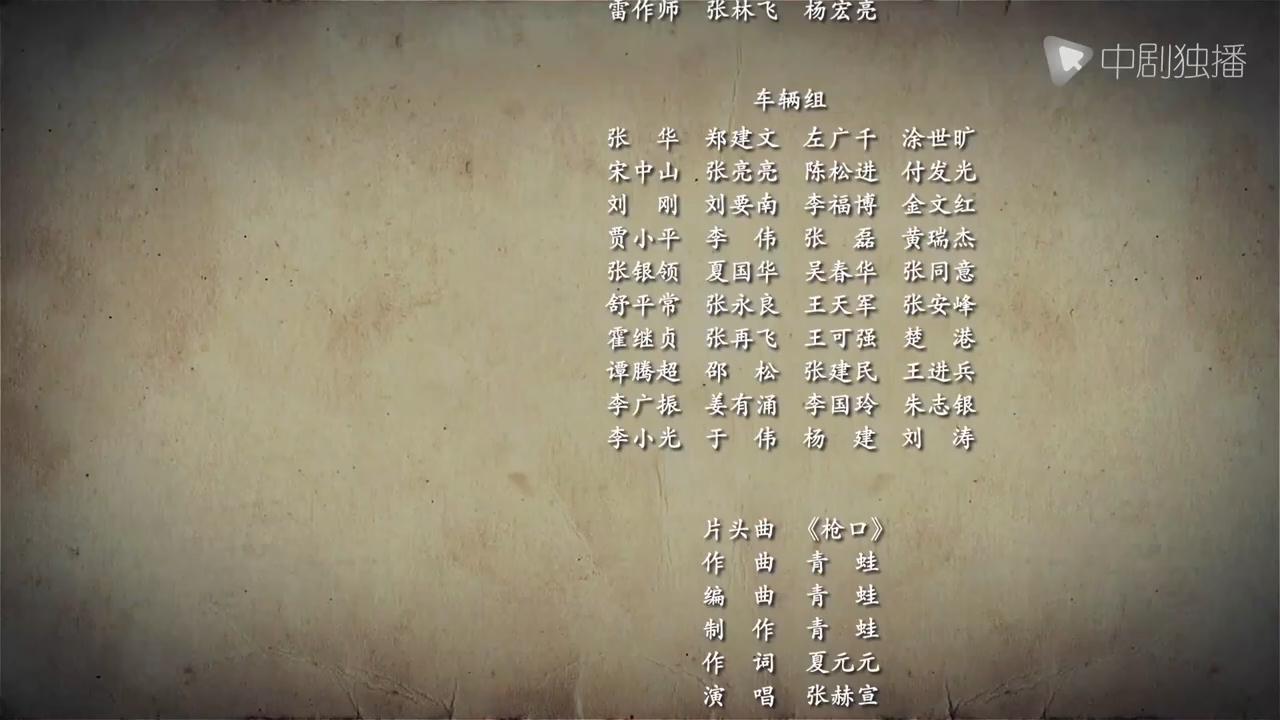 雷作师 张林飞 杨宏亮
中剧独播
车辆组
张 华 郑建文 左广千 涂世旷
宋中山 张亮亮 陈松进 付发光
刘 刚 刘要南 李福博 金文红
贾小平 李 伟 张 磊 黄瑞杰
张银领 夏国华 吴春华 张同意
舒平常 张永良 王天军 张安峰
霍继贞 张再飞 王可强 楚 港
谭腾超 邵 松 张建民 王进兵
李广振 姜有涌 李国玲 朱志银
李小光 于 伟 杨 建 刘 涛
片头曲 《枪口》
作 曲 青 蛙
编 曲 青 蛙
制 作 青 蛙
作 词 夏元元
演 唱 张赫宣